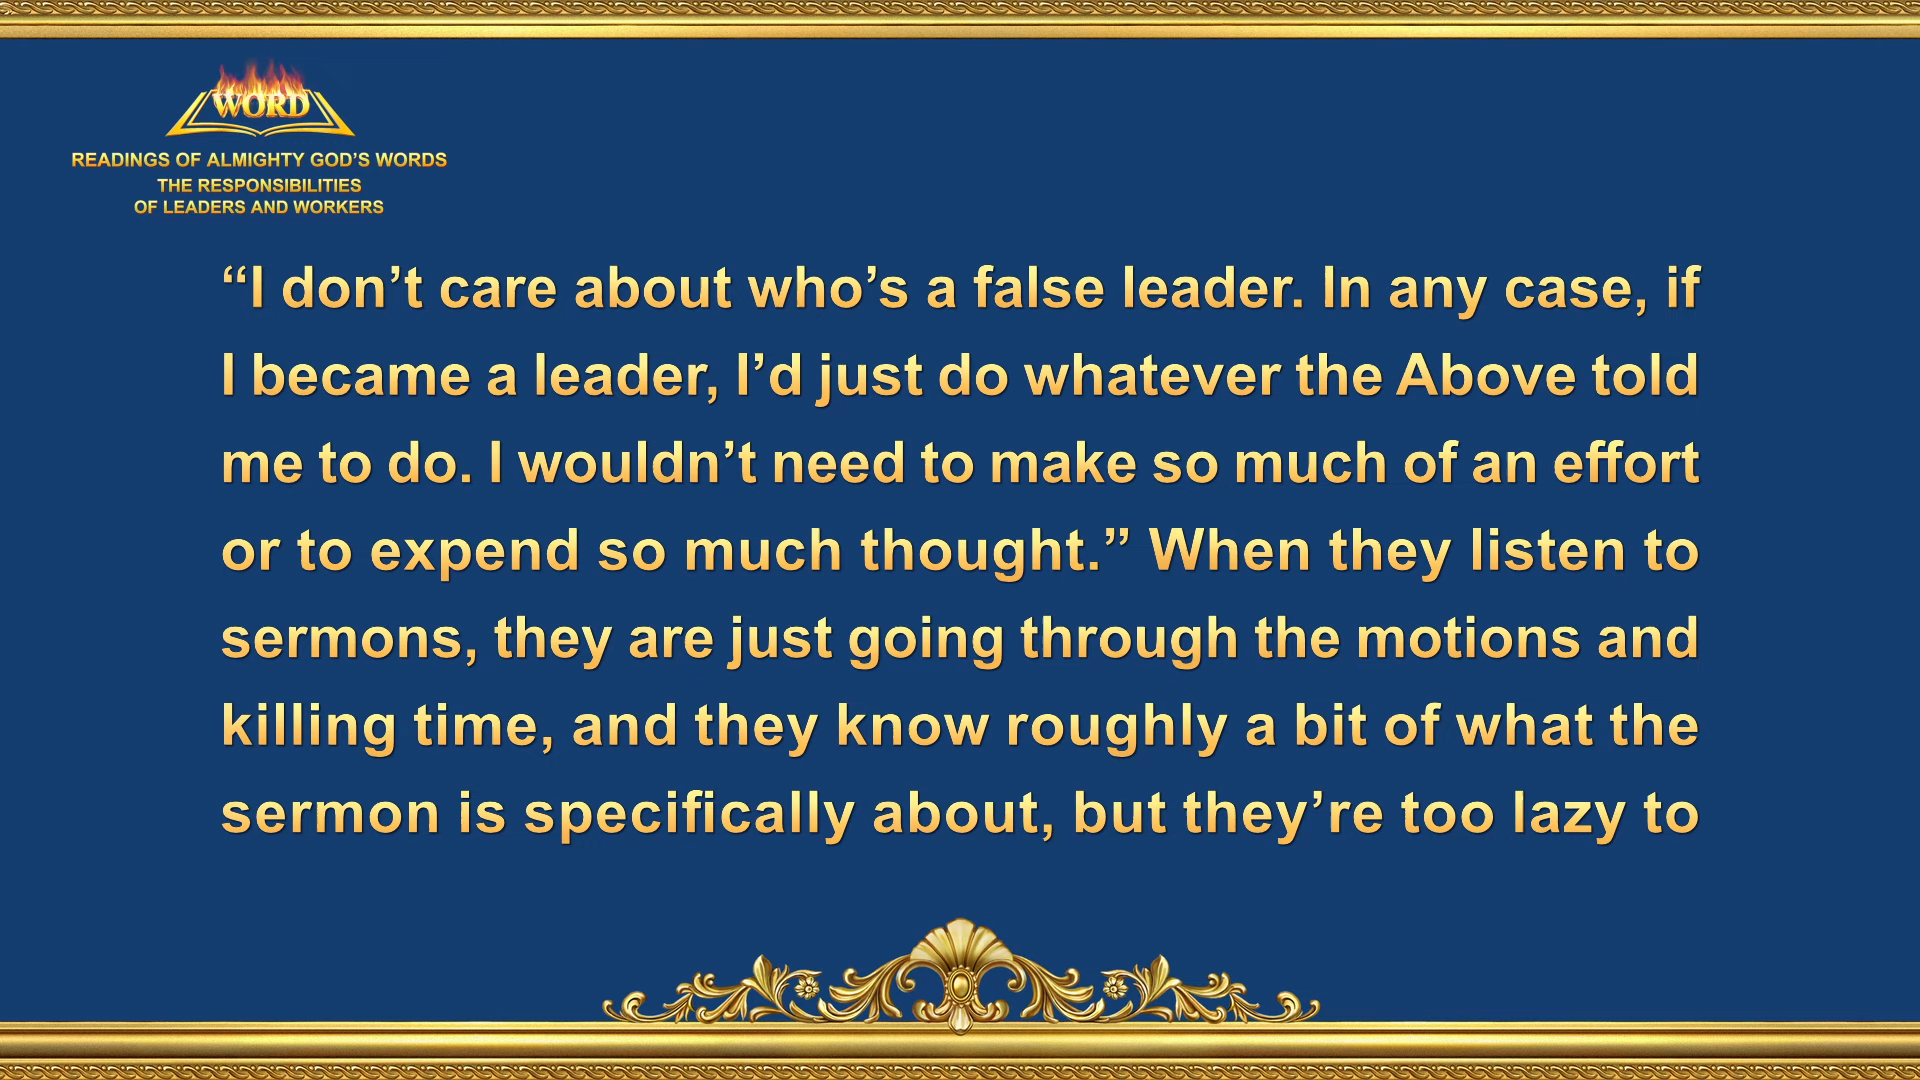 WORD
READINGS OF ALMIGHTY GOD’S WORDS
THE RESPONSIBILITIES
OF LEADERS AND WORKERS
“I don’t care about who’s a false leader. In any case, if
I became a leader, I’d just do whatever the Above told
me to do. I wouldn’t need to make so much of an effort
or to expend so much thought.” When they listen to
sermons, they are just going through the motions and
killing time, and they know roughly a bit of what the
sermon is specifically about, but they’re too lazy to